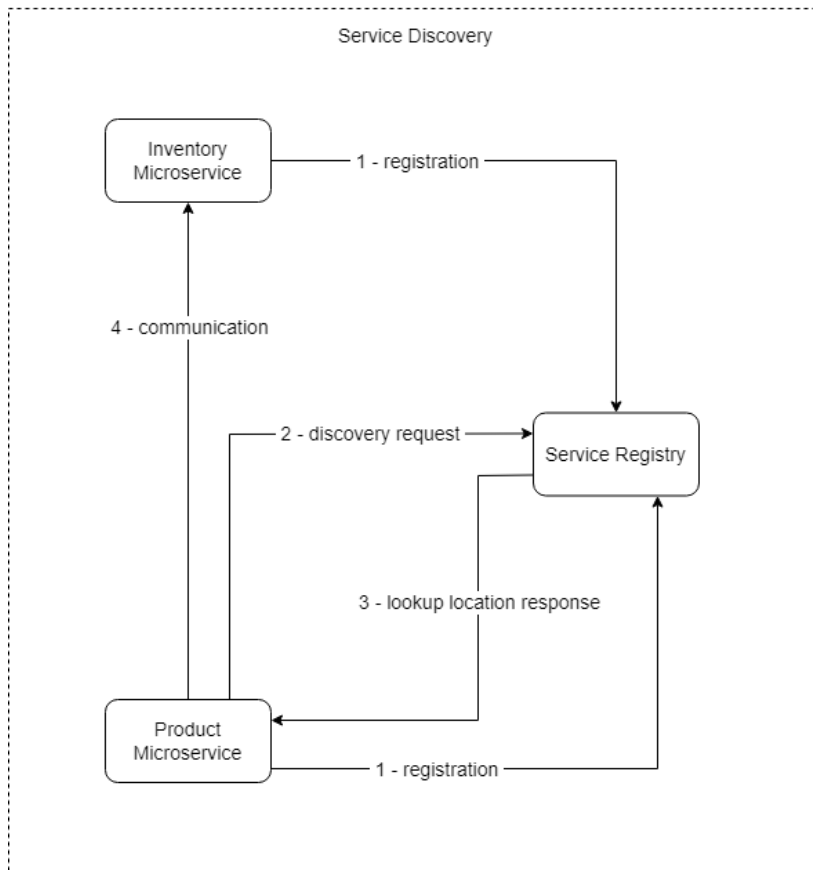 Service Discovery
Inventory
Microservice
1 - registration
4 - communication
2 - discovery request
Service Registry
3 - lookup location response
Product
Microservice
1 - registration